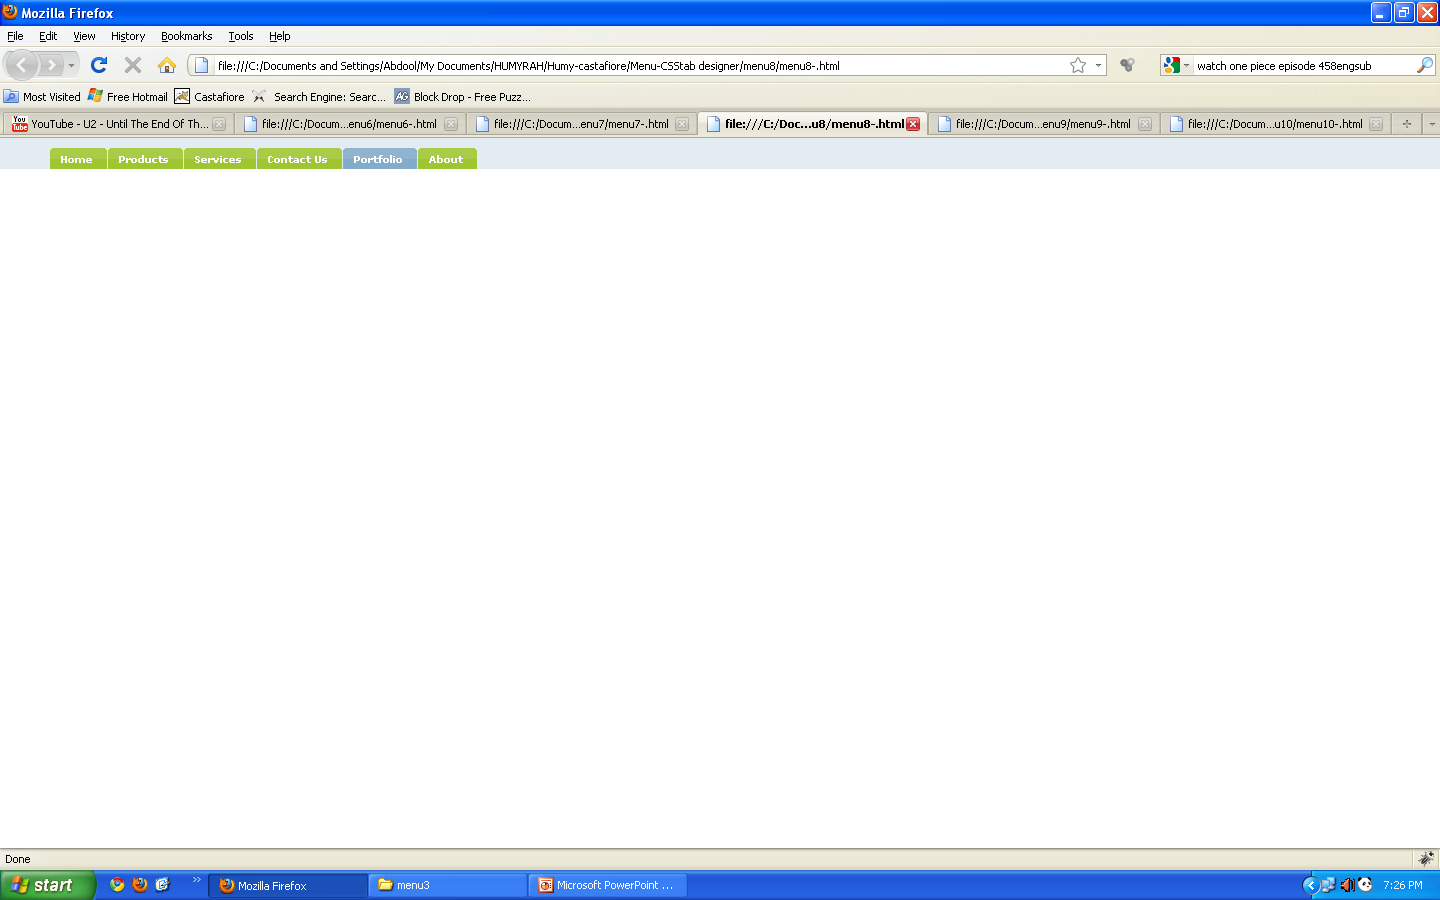 Mozilla Firefox
File Edit View History Bookmarks Tools Help
file:///C:/Documents and Settings/Abdool/My Documents/HUMYRAH/Humy-castafiore/Menu-CSStab designer/menu8/menu8-.html watch one piece episode 458engsub
Most Visited Free Hotmail Castafiore Search Engine: Searc... AG Block Drop - Free Puzz...
You Tube YouTube - U2 - Until The End Of Th... file:///C:/Docum...enu6/menu6-.html file:///C:/Docum...enu7/menu7-.html file:///C:/Doc...u8/menu8-.html file:///C:/Docum...enu9/menu9-.html file:///C:/Docum...u10/menu10-.html
Home Products Services Contact Us Portfolio About
Done
start Mozilla Firefox menu3 Microsoft PowerPoint ... 7:26 PM